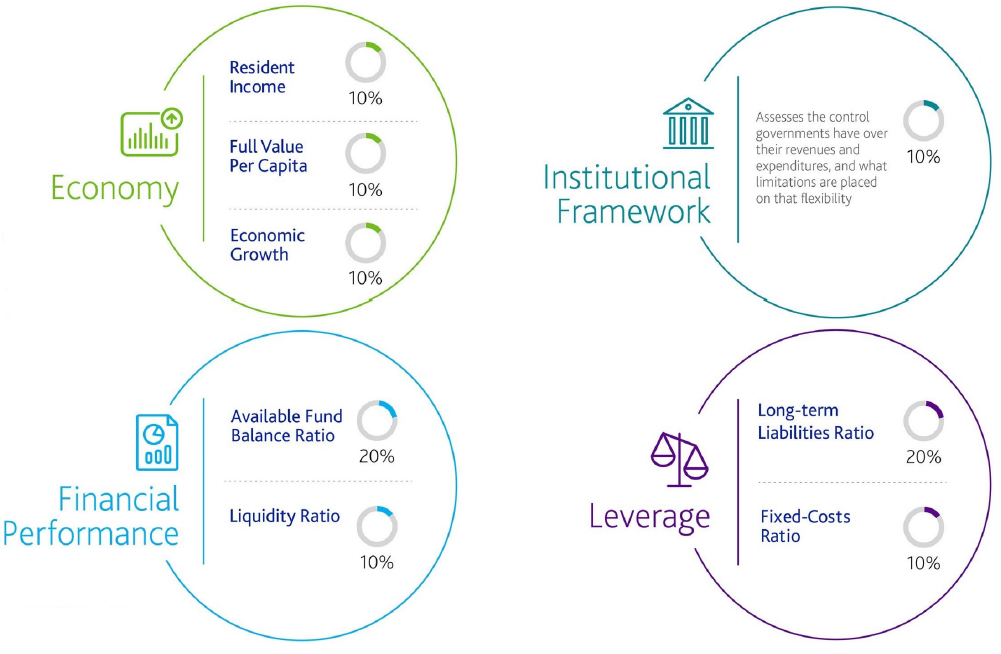 Economy
Resident
Income
10%
Full Value
Per Capita
10%
Economic
Growth
10%
Institutional
Framework
Assesses the control
governments have over
their revenues and
expenditures, and what
limitations are placed
on that flexibility
10%
Financial
Performance
Available Fund
Balance Ratio
20%
Liquidity Ratio
10%
Leverage
Long-term
Liabilities Ratio
20%
Fixed-Costs
Ratio
10%